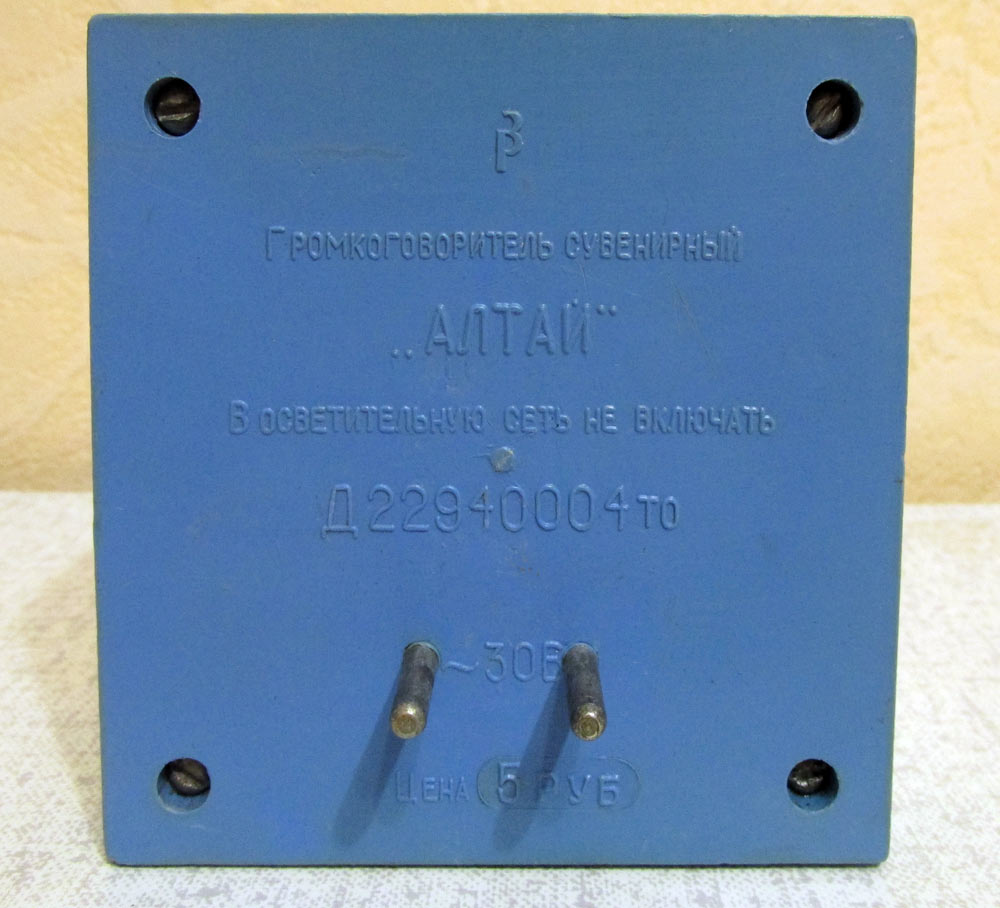 Громкоговоритель сувенирный
„АЛТАЙ"
В осветительную сеть не включать
Д22940004то
~30В
Цена 5 руб